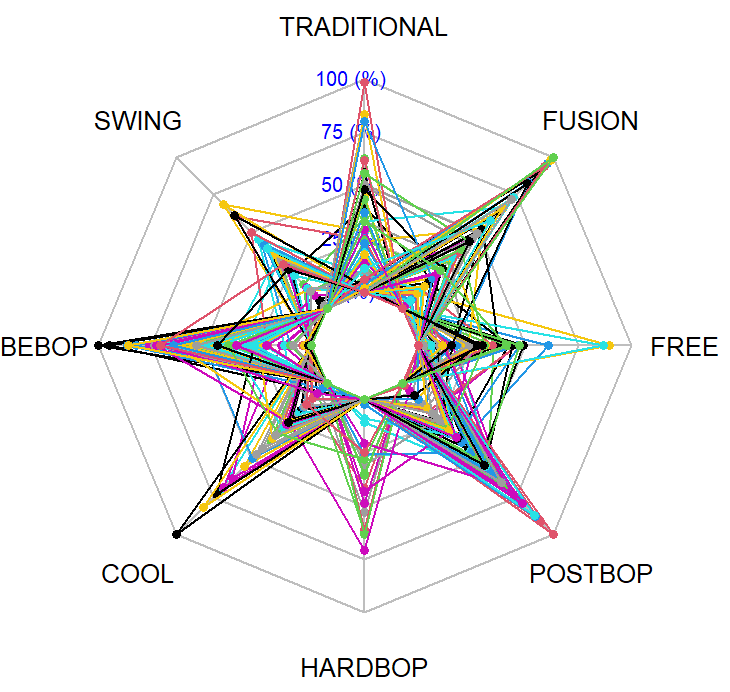 TRADITIONAL
100 (%)
SWING
FUSION
75 (%)
50
BEBOP
FREE
COOL
POSTBOP
HARDBOP